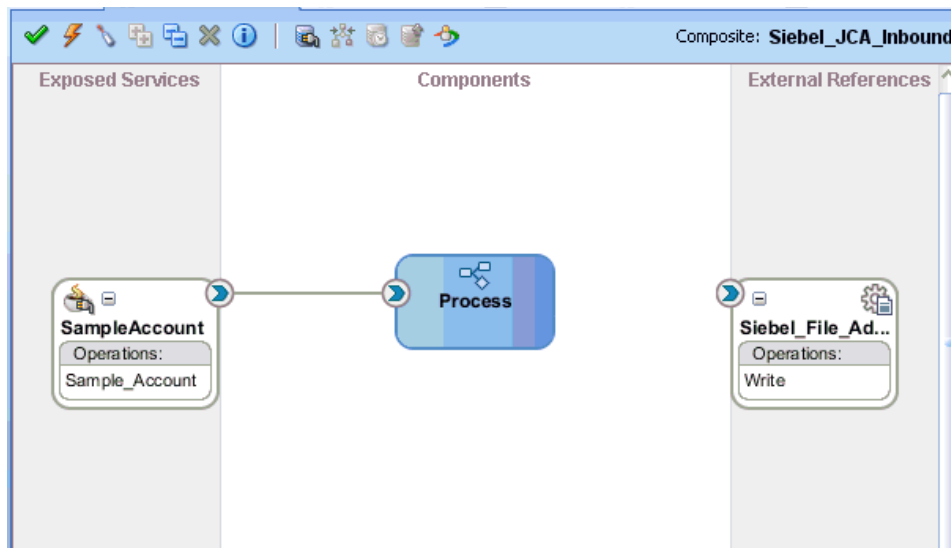 Composite: Siebel_JCA_Inbound
Exposed Services
Components
External References
SampleAccount
Operations:
Sample_Account
Process
Siebel_File_Ad...
Operations:
Write